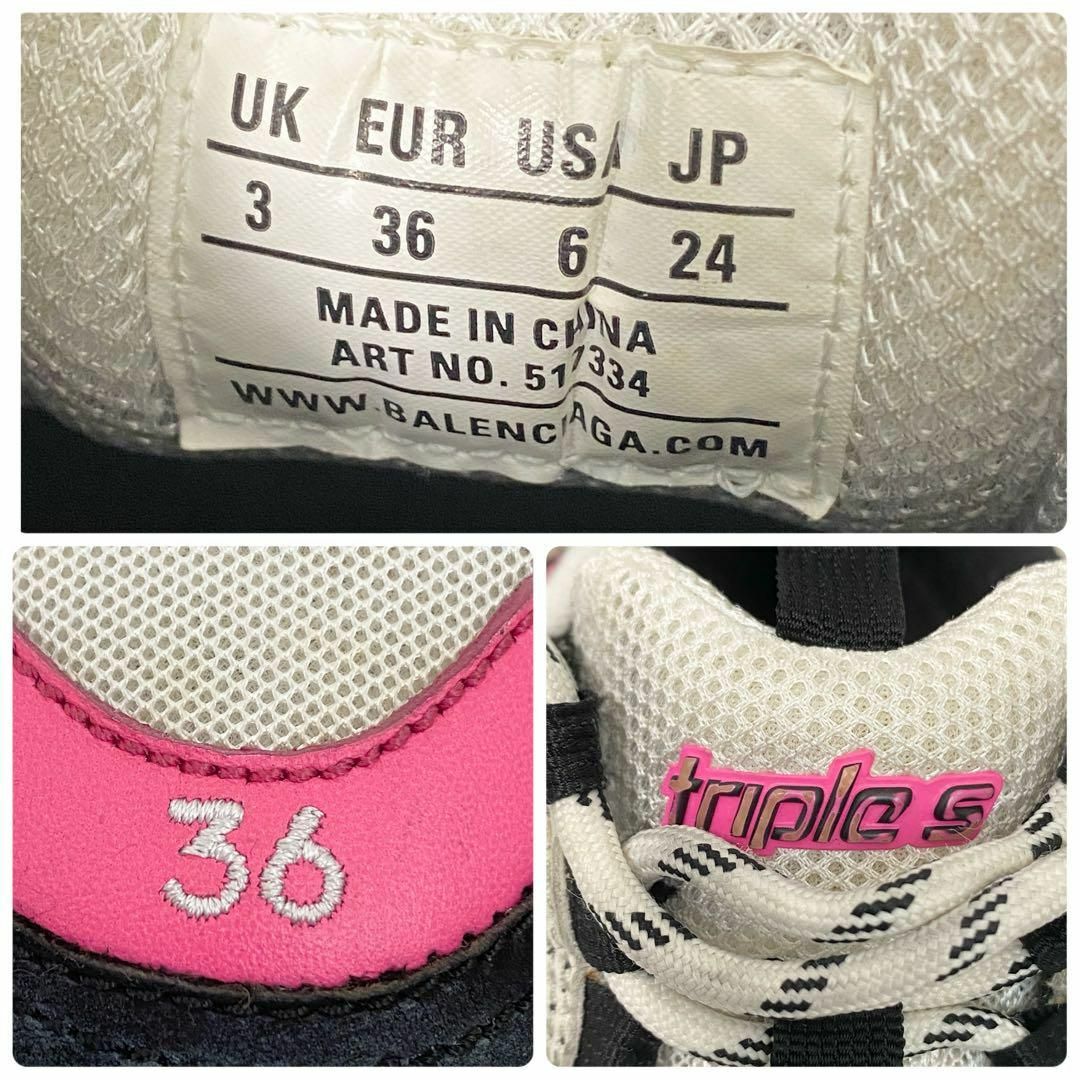 UK EUR USA JP
3 36 6 24
MADE IN CHINA
ART NO. 517334
WWW.BALENCIAGA.COM
36
triple s